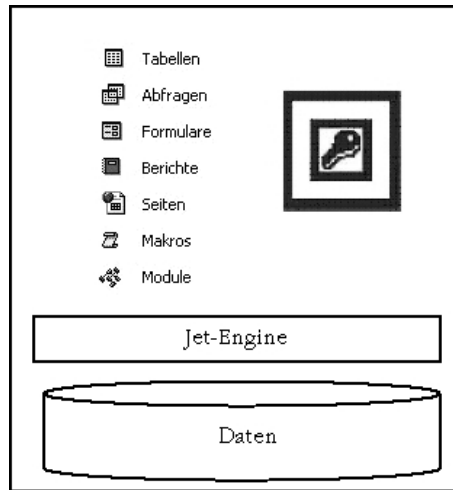 Tabellen
Abfragen
Formulare
Berichte
Seiten
Makros
Module
Jet-Engine
Daten